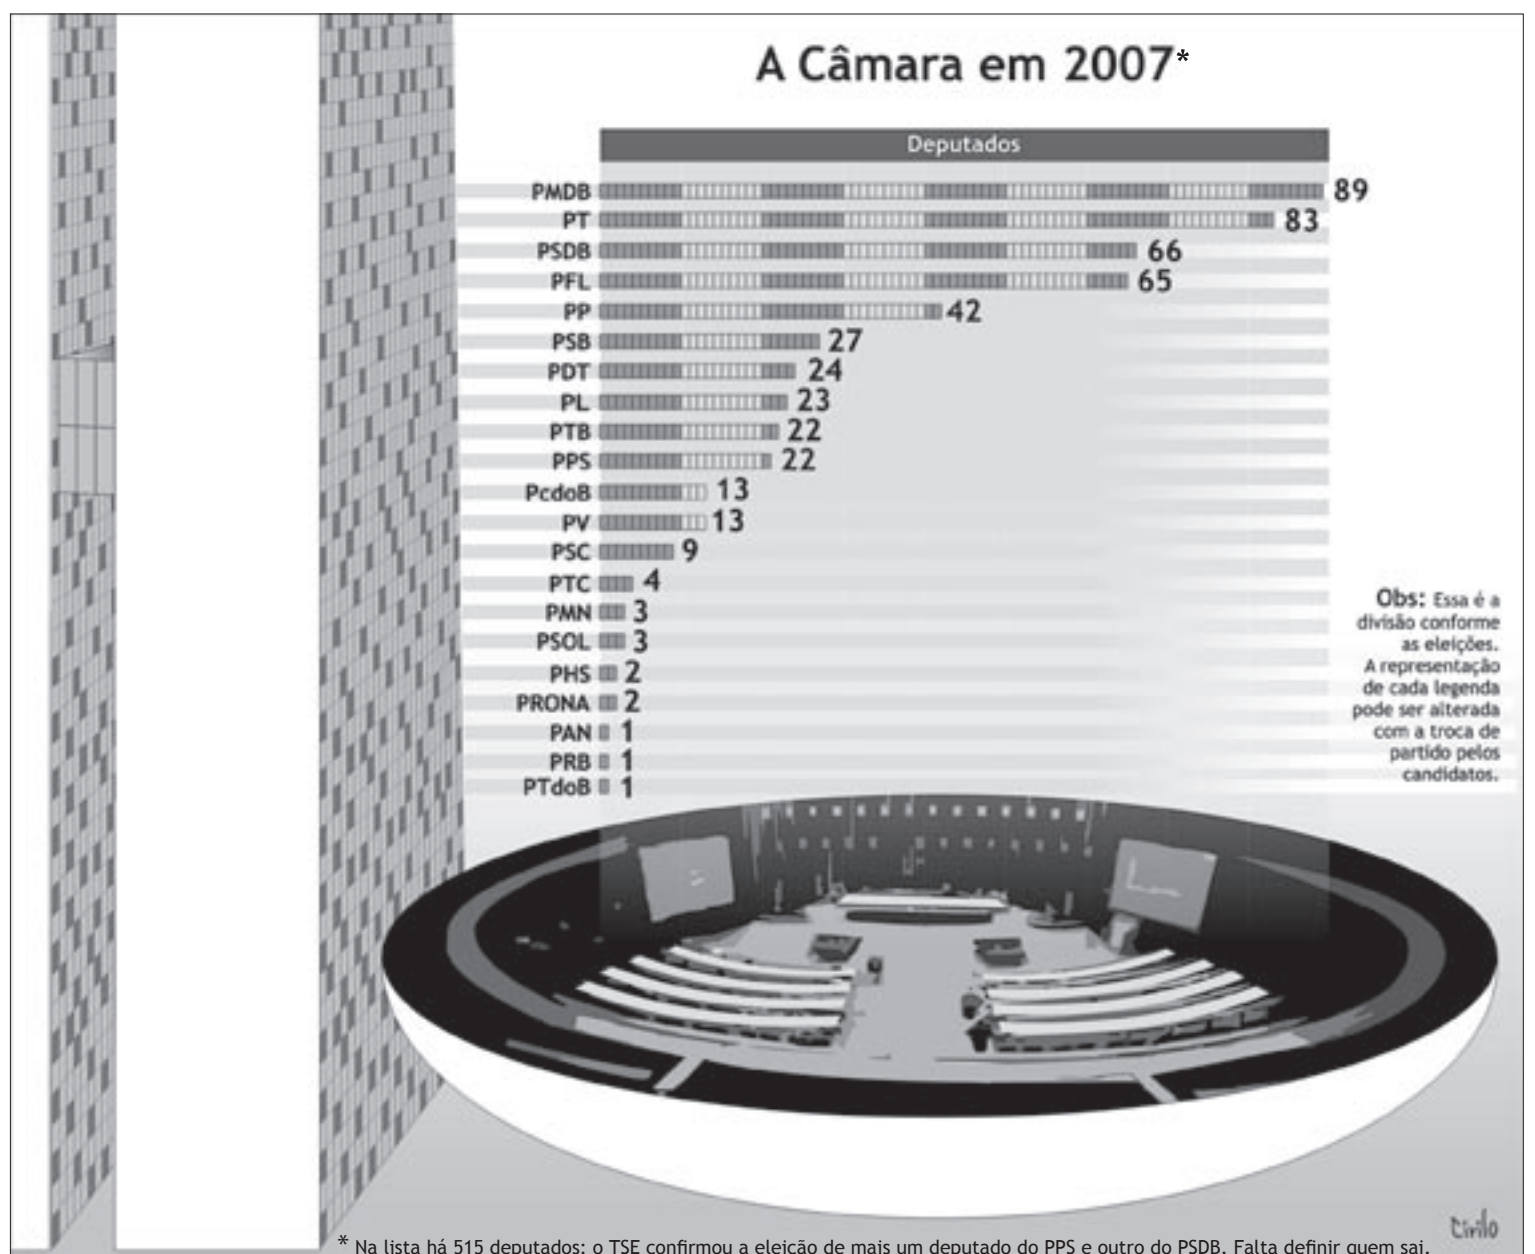 A Câmara em 2007*
Deputados
PMDB 89
PT 83
PSDB 66
PFL 65
PP 42
PSB 27
PDT 24
PL 23
PTB 22
PPS 22
PcdoB 13
PV 13
PSC 9
PTC 4
PMN 3
PSOL 3
PHS 2
PRONA 2
PAN 1
PRB 1
PTdoB 1
Obs: Essa é a
divisão conforme
as eleições.
A representação
de cada legenda
pode ser alterada
com a troca de
partido pelos
candidatos.
Cirilo
* Na lista há 515 deputados: o TSE confirmou a eleição de mais um deputado do PPS e outro do PSDB. Falta definir quem sai.